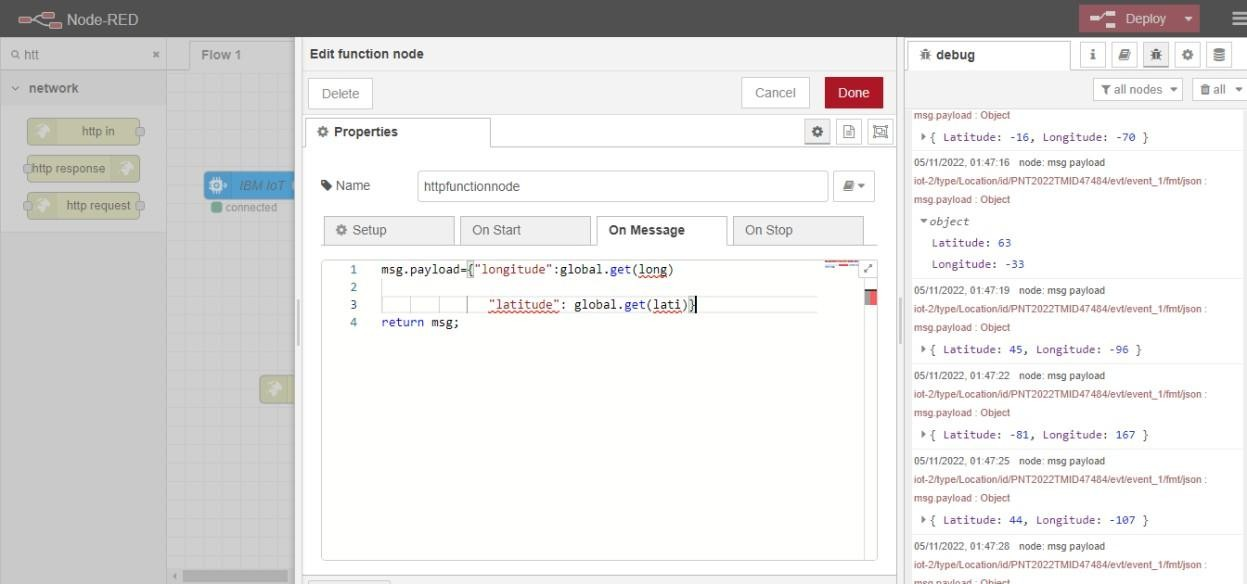 Node-RED
Deploy
htt
Flow 1
network
http in
http response
http request
IBM IoT
connected
Edit function node
Delete
Cancel
Done
Properties
Name
httpfunctionnode
Setup
On Start
On Message
On Stop
1 msg.payload={"longitude":global.get(long)
2
3 "latitude": global.get(lati)}
4 return msg;
debug
all nodes
all
msg.payload : Object
{ Latitude: -16, Longitude: -70 }
05/11/2022, 01:47:16 node: msg payload
iot-2/type/Location/id/PNT2022TMID47484/evt/event_1/fmt/json :
msg.payload : Object
object
Latitude: 63
Longitude: -33
05/11/2022, 01:47:19 node: msg payload
iot-2/type/Location/id/PNT2022TMID47484/evt/event_1/fmt/json :
msg.payload : Object
{ Latitude: 45, Longitude: -96 }
05/11/2022, 01:47:22 node: msg payload
iot-2/type/Location/id/PNT2022TMID47484/evt/event_1/fmt/json :
msg.payload : Object
{ Latitude: -81, Longitude: 167 }
05/11/2022, 01:47:25 node: msg payload
iot-2/type/Location/id/PNT2022TMID47484/evt/event_1/fmt/json :
msg.payload : Object
{ Latitude: 44, Longitude: -107 }
05/11/2022, 01:47:28 node: msg payload
iot-2/type/Location/id/PNT2022TMID47484/evt/event_1/fmt/json :
msg.payload : Object